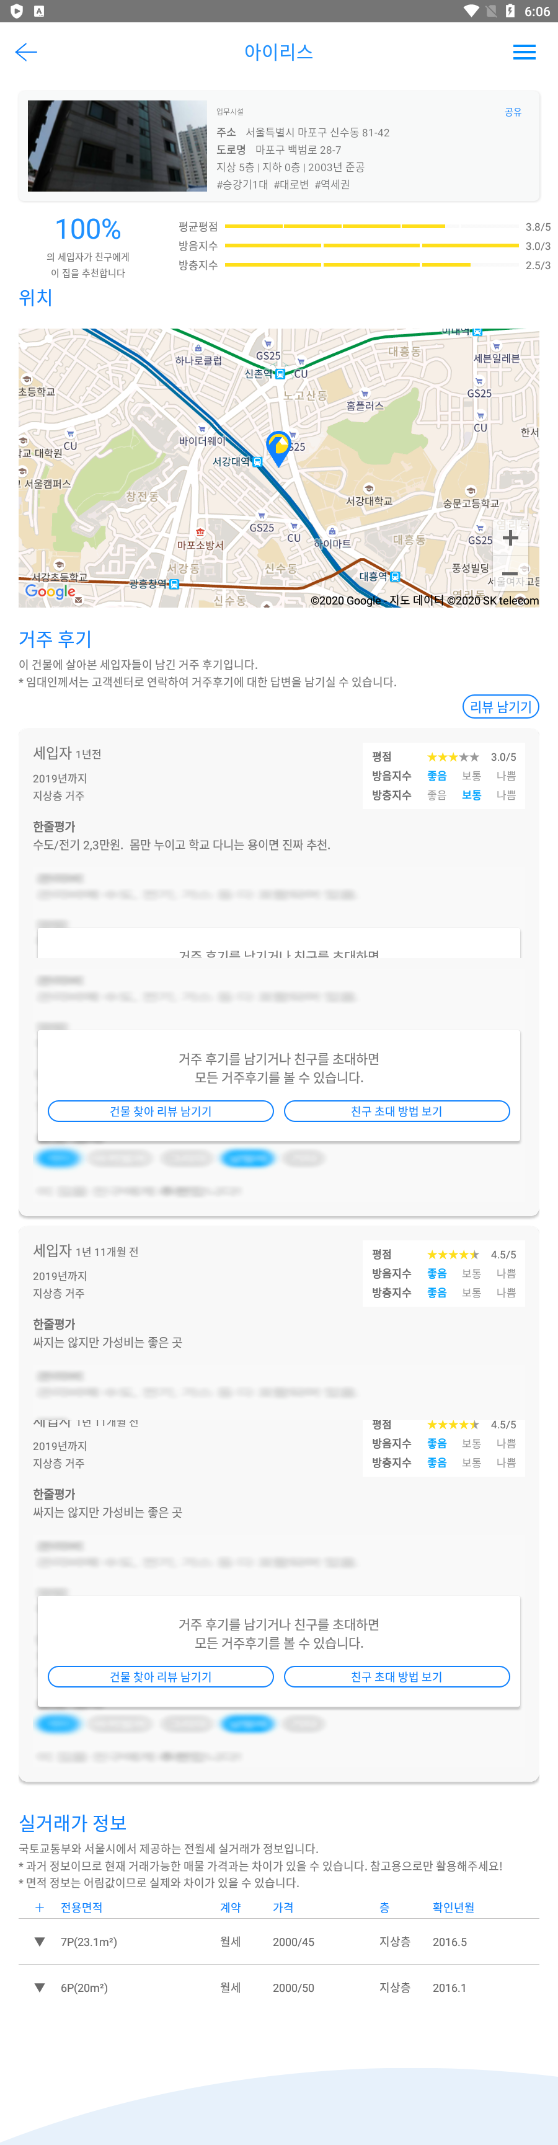 6:06
아이리스
업무시설
공유
주소 서울특별시 마포구 신수동 81-42
도로명 마포구 백범로 28-7
지상 5층 | 지하 0층 | 2003년 준공
#승강기1대 #대로변 #역세권
100%
의 세입자가 친구에게
이 집을 추천합니다
평균평점 3.8/5
방음지수 3.0/3
방충지수 2.5/3
위치
이대역
하나로클럽
GS25
대흥동
세븐일레븐
신촌역
CU
초등학교
노고산동
홈플러스
GS25
CU
한서
바이더웨이
CU
GS25
교 대학원
서강대역
서울캠퍼스
창전동
서강대학교
숭문고등학교
GS25
CU
마포소방서
하이마트
대흥동
GS25
서강동
신수동
풍성빌딩
서강초등학교
광흥창역
대흥역
서울여자고등
염리동
신수동
Google
©2020 Google - 지도 데이터 ©2020 SK telecom
거주 후기
이 건물에 살아본 세입자들이 남긴 거주 후기입니다.
* 임대인께서는 고객센터로 연락하여 거주후기에 대한 답변을 남기실 수 있습니다.
리뷰 남기기
세입자 1년전
평점 3.0/5
2019년까지
방음지수 좋음 보통 나쁨
지상층 거주
방충지수 좋음 보통 나쁨
한줄평가
수도/전기 2,3만원. 몸만 누이고 학교 다니는 용이면 진짜 추천.
거주 후기를 남기거나 친구를 초대하면
거주 후기를 남기거나 친구를 초대하면
모든 거주후기를 볼 수 있습니다.
건물 찾아 리뷰 남기기
친구 초대 방법 보기
세입자 1년 11개월 전
평점 4.5/5
2019년까지
방음지수 좋음 보통 나쁨
지상층 거주
방충지수 좋음 보통 나쁨
한줄평가
싸지는 않지만 가성비는 좋은 곳
세입자 1년 11개월 전
평점 4.5/5
2019년까지
방음지수 좋음 보통 나쁨
지상층 거주
방충지수 좋음 보통 나쁨
한줄평가
싸지는 않지만 가성비는 좋은 곳
거주 후기를 남기거나 친구를 초대하면
모든 거주후기를 볼 수 있습니다.
건물 찾아 리뷰 남기기
친구 초대 방법 보기
실거래가 정보
국토교통부와 서울시에서 제공하는 전월세 실거래가 정보입니다.
* 과거 정보이므로 현재 거래가능한 매물 가격과는 차이가 있을 수 있습니다. 참고용으로만 활용해주세요!
* 면적 정보는 어림값이므로 실제와 차이가 있을 수 있습니다.
+ 전용면적 계약 가격 층 확인년월
▼ 7P(23.1m²) 월세 2000/45 지상층 2016.5
▼ 6P(20m²) 월세 2000/50 지상층 2016.1